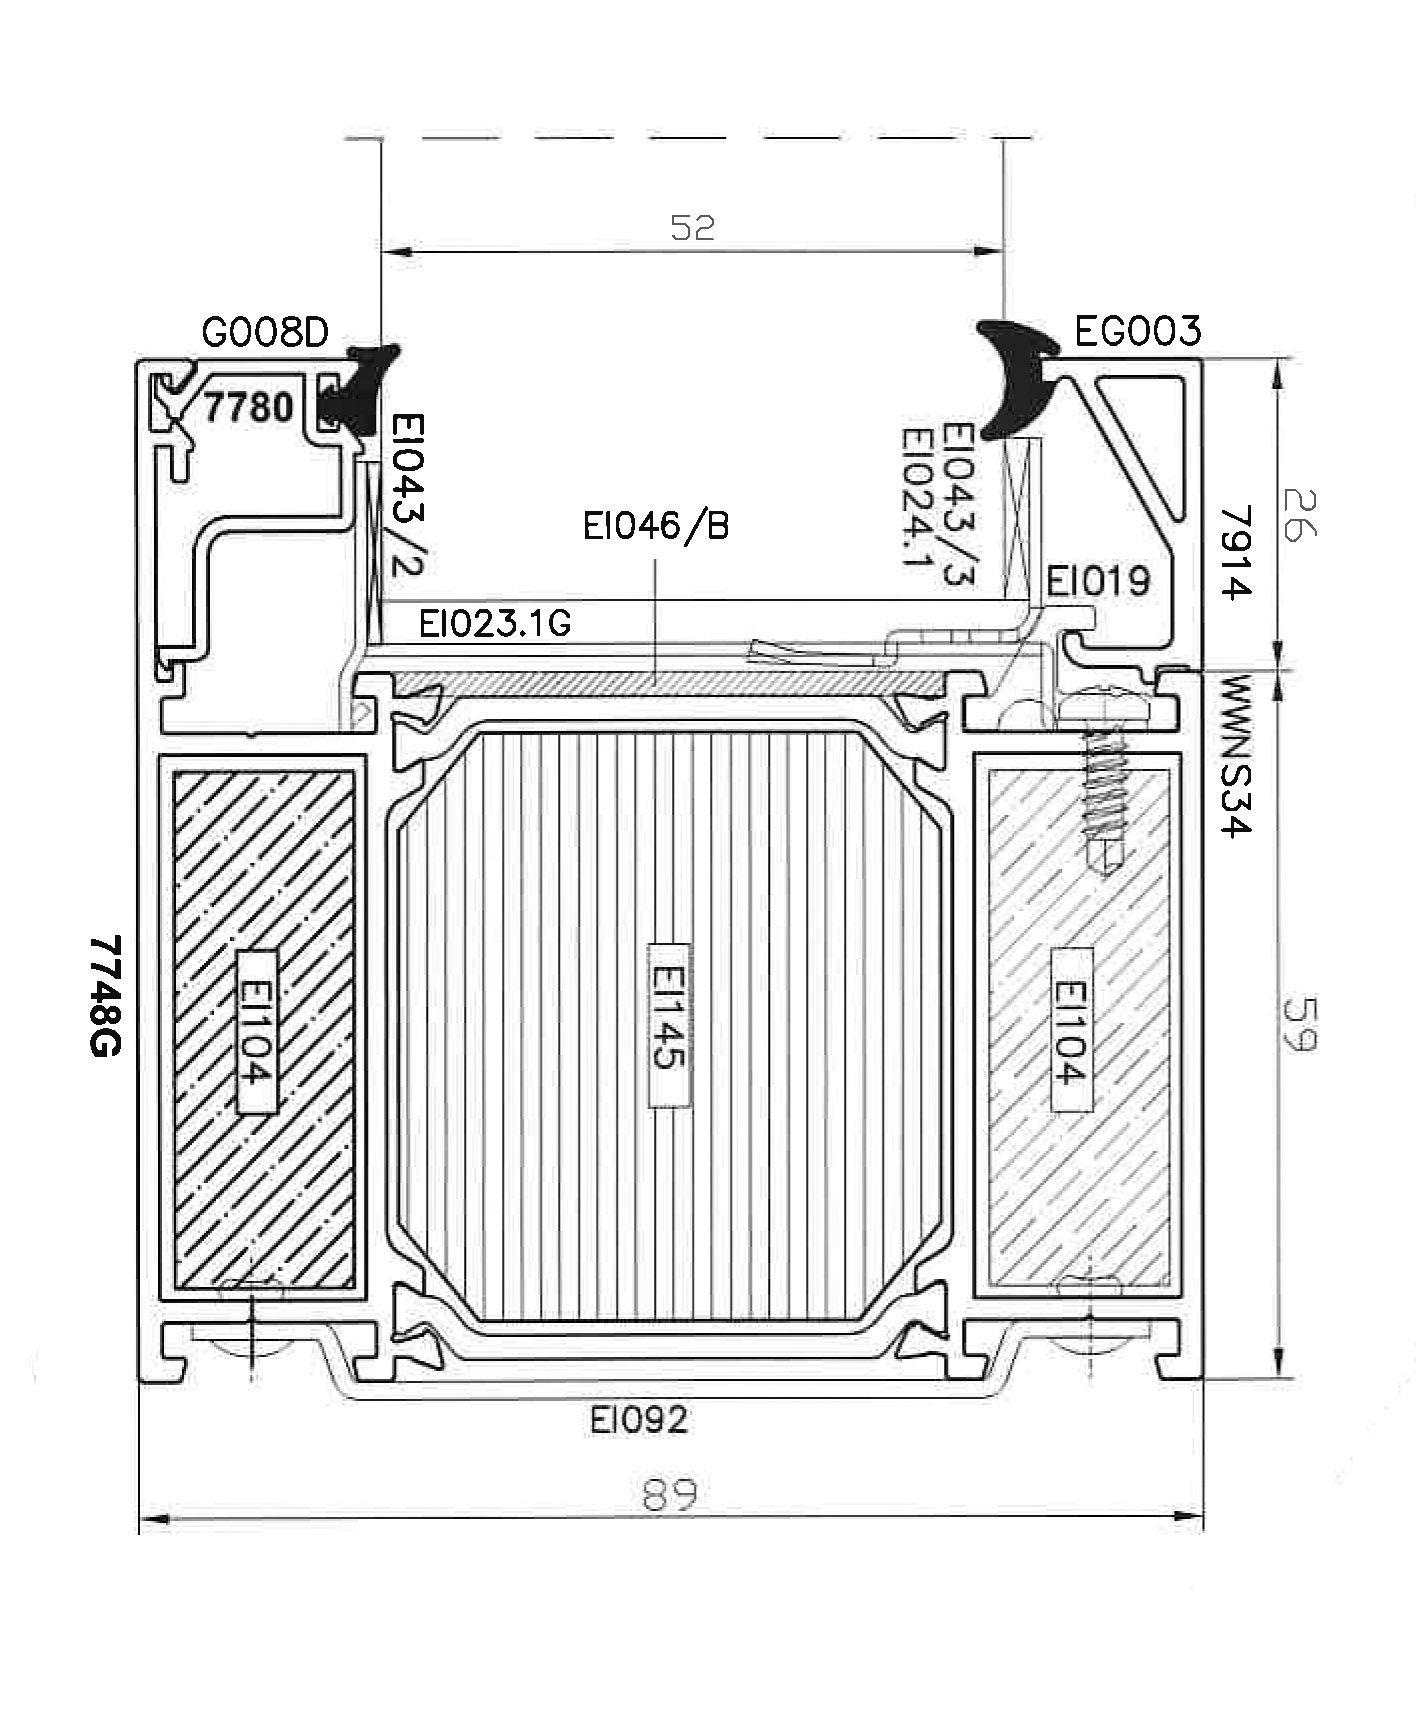 52
G008D
EG003
7780
EI043/2
EI043/3
EI024.1
EI046/B
26
7914
EI019
EI023.1G
WWNS34
7748G
EI104
EI145
EI104
59
EI092
89